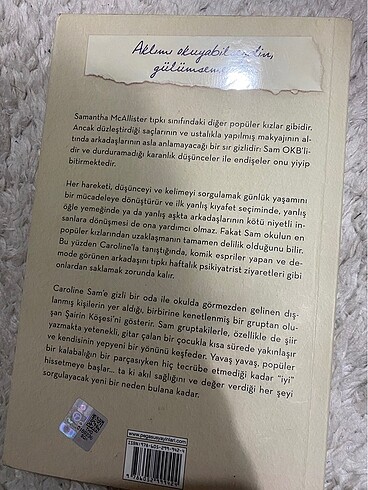 Aklımı okuyabil
gülümsem
Samantha McAllister tıpkı sınıfındaki diğer popüler kızlar gibidir.
Ancak düzleştirdiği saçlarının ve ustalıkla yapılmış makyajının al-
tında arkadaşlarının asla anlamayacağı bir sır gizlidir: Sam OKB'li-
dir ve durduramadığı karanlık düşünceler ile endişeler onu yiyip
bitirmektedir.
Her hareketi, düşünceyi ve kelimeyi sorgulamak günlük yaşamını
bir mücadeleye dönüştürür ve ilk yanlış kıyafet seçiminde, yanlış
öğle yemeğinde ya da yanlış aşkta arkadaşlarının kötü niyetli in-
sanlara dönüşmesi de ona yardımcı olmaz. Fakat Sam okulun en
popüler kızlarından uzaklaşmanın tamamen delilik olduğunu bilir.
Bu yüzden Caroline'la tanıştığında, komik espriler yapan ve de-
mode görünen arkadaşını tıpkı haftalık psikiyatrist ziyaretleri gibi
onlardan saklamak zorunda kalır.
Caroline Sam'e gizli bir oda ile okulda görmezden gelinen dış-
lanmış kişilerin yer aldığı, birbirine kenetlenmiş bir gruptan olu-
şan Şairin Köşesi'ni gösterir. Sam gruptakilerle, özellikle de şiir
yazmakta yetenekli, gitar çalan bir çocukla kısa sürede yakınlaşır
ve kendisinin yepyeni bir yönünü keşfeder. Yavaş yavaş, popüler
bir kalabalığın bir parçasıyken hiç tecrübe etmediği kadar "iyi"
hissetmeye başlar... ta ki akıl sağlığını ve değer verdiği her şeyi
sorgulayacak yeni bir neden bulana kadar.
www.pegasusyayinlari.com